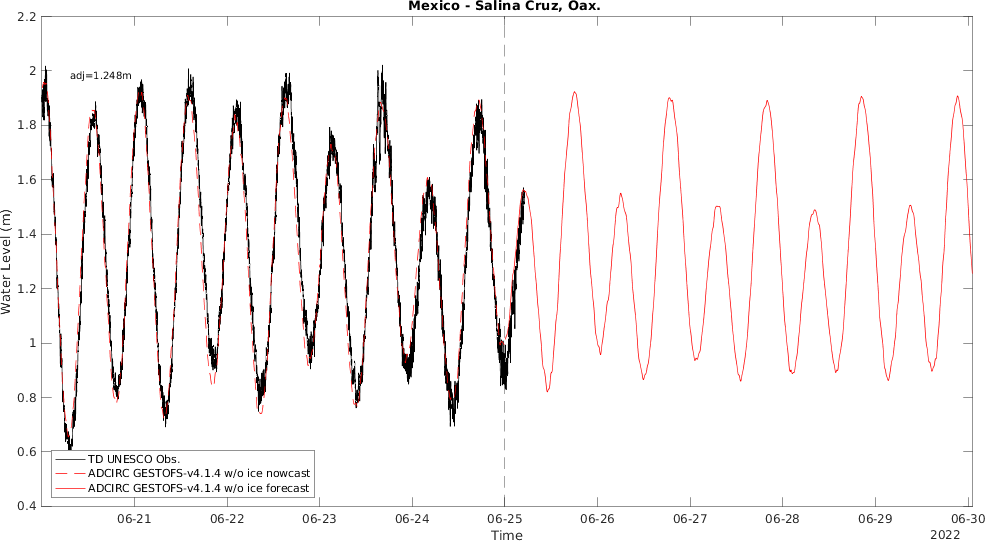 Mexico - Salina Cruz, Oax.
2.2
2
1.8
1.6
1.4
1.2
1
0.8
0.6
0.4
Water Level (m)
adj=1.248m
TD UNESCO Obs.
ADCIRC GESTOFS-v4.1.4 w/o ice nowcast
ADCIRC GESTOFS-v4.1.4 w/o ice forecast
06-21 06-22 06-23 06-24 06-25 06-26 06-27 06-28 06-29 06-30
Time
2022